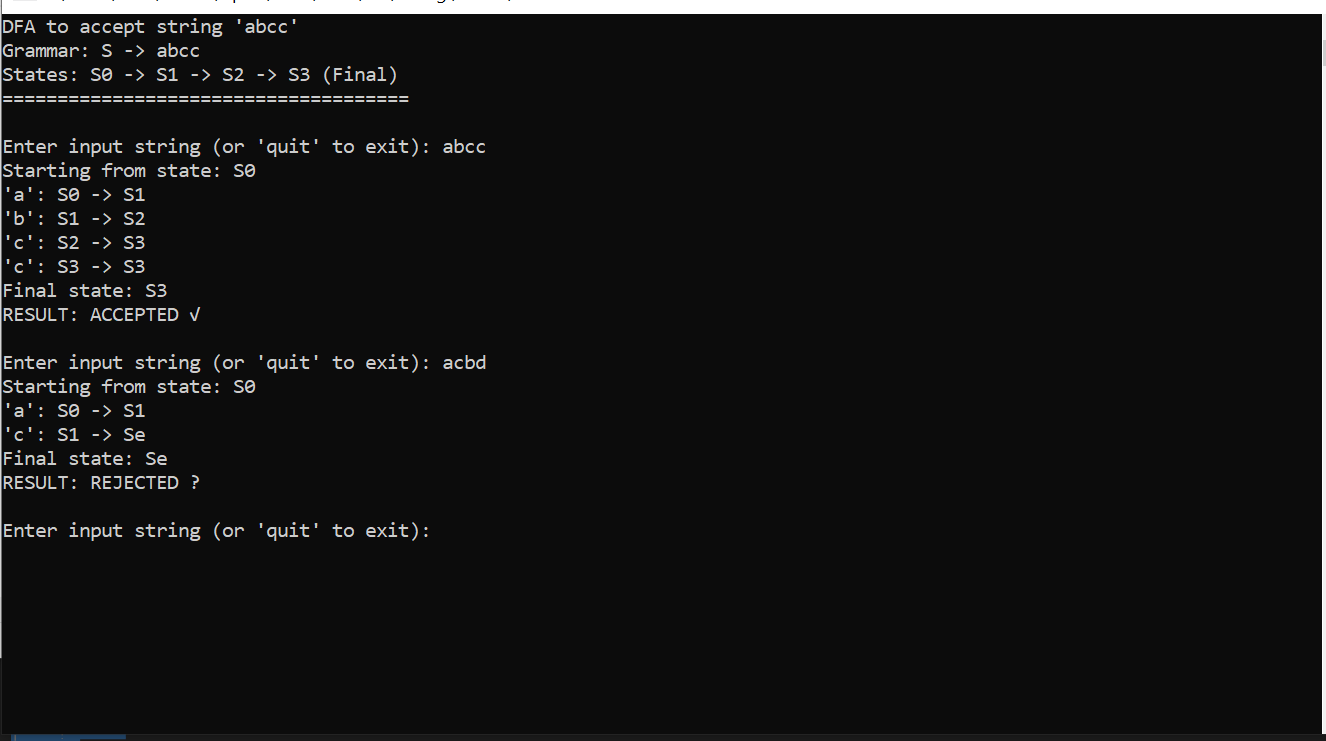 DFA to accept string 'abcc'
Grammar: S -> abcc
States: S0 -> S1 -> S2 -> S3 (Final)
=====================================
Enter input string (or 'quit' to exit): abcc
Starting from state: S0
'a': S0 -> S1
'b': S1 -> S2
'c': S2 -> S3
'c': S3 -> S3
Final state: S3
RESULT: ACCEPTED √
Enter input string (or 'quit' to exit): acbd
Starting from state: S0
'a': S0 -> S1
'c': S1 -> Se
Final state: Se
RESULT: REJECTED ?
Enter input string (or 'quit' to exit):